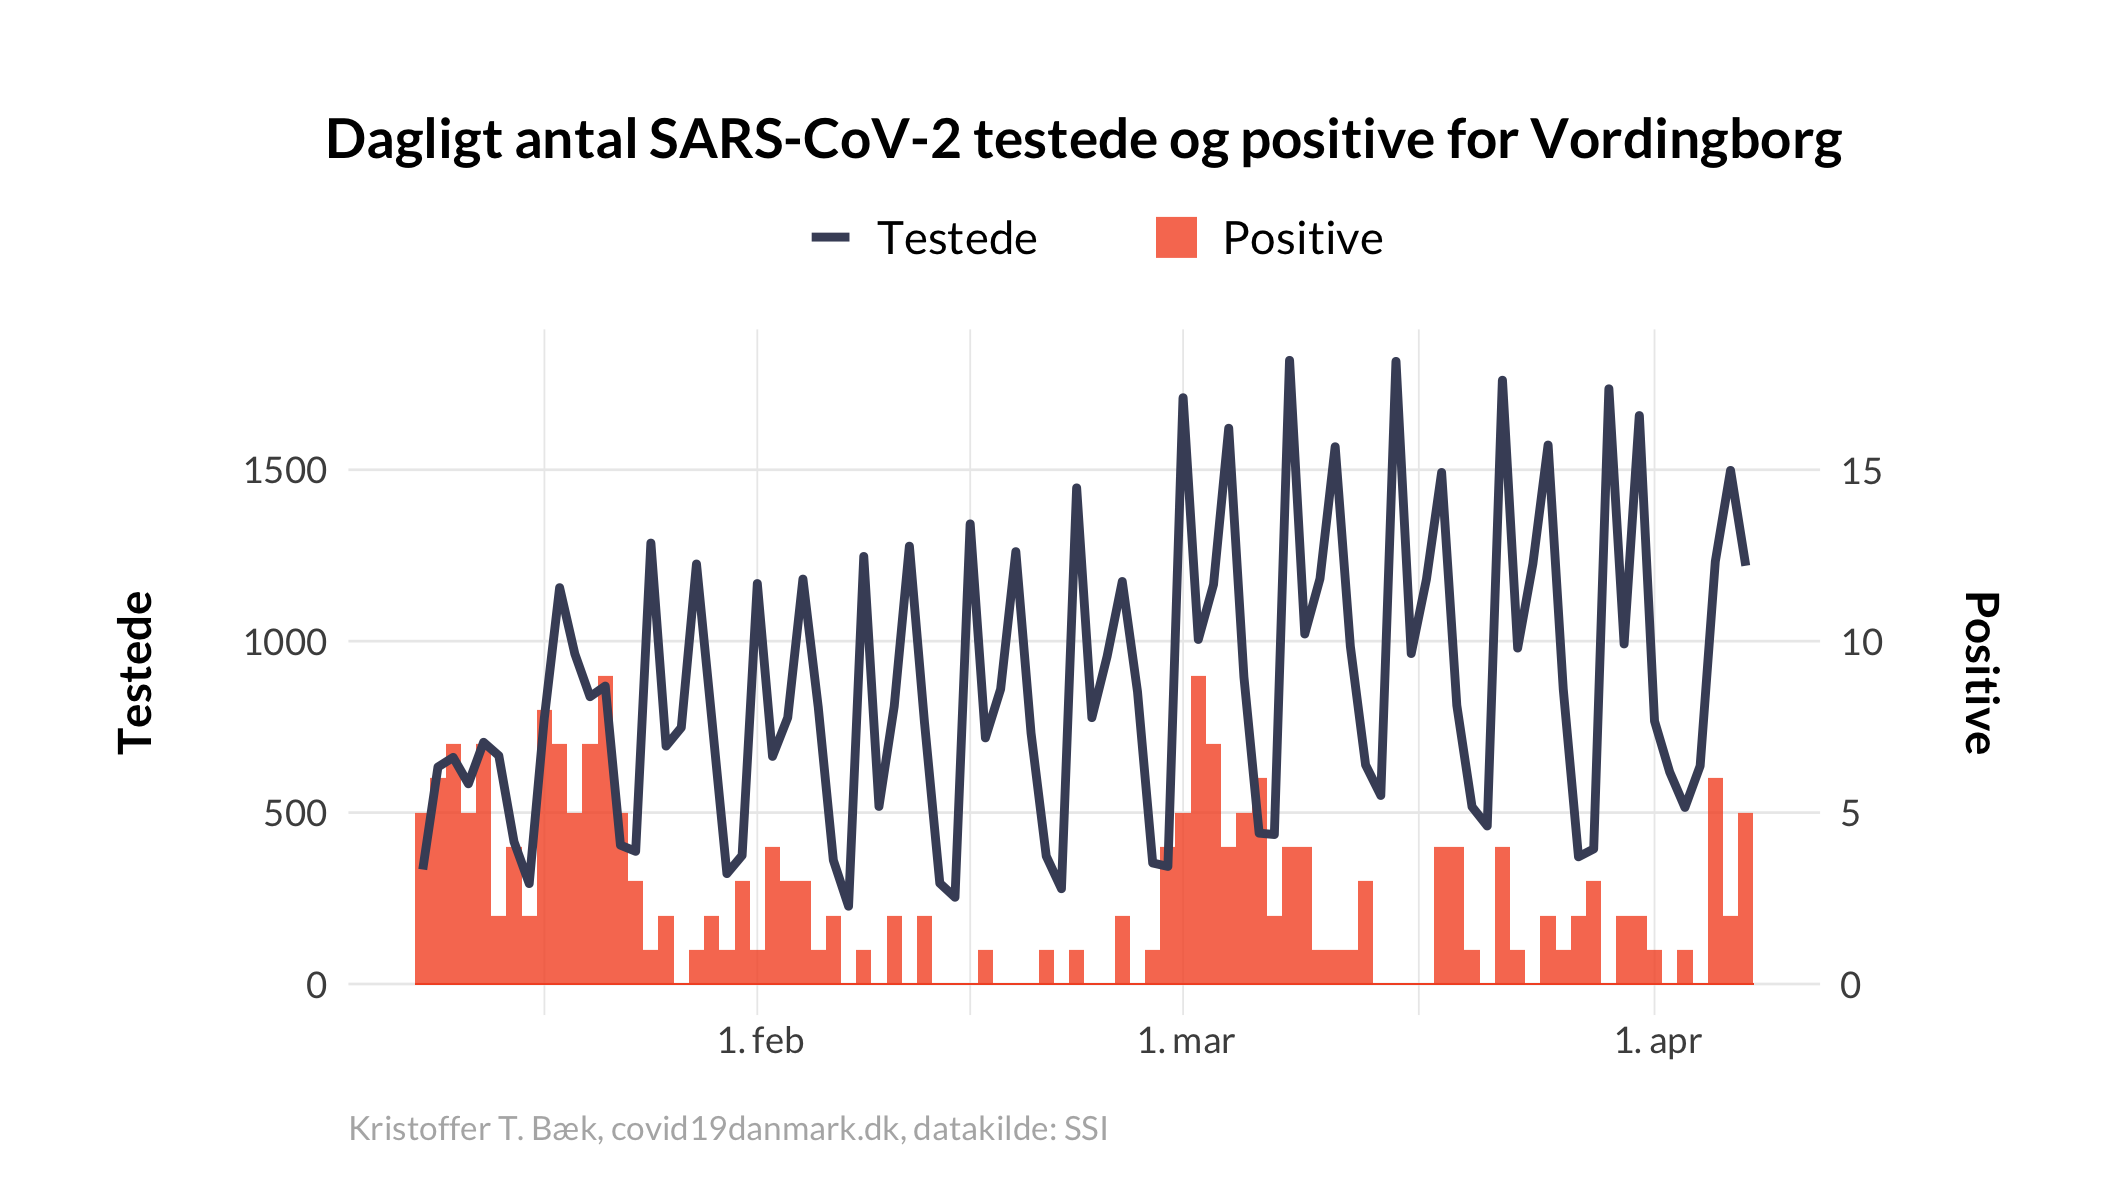 Dagligt antal SARS-CoV-2 testede og positive for Vordingborg
Testede
Positive
1500
1000
500
0
Testede
15
10
5
0
Positive
1. feb
1. mar
1. apr
Kristoffer T. Bæk, covid19danmark.dk, datakilde: SSI